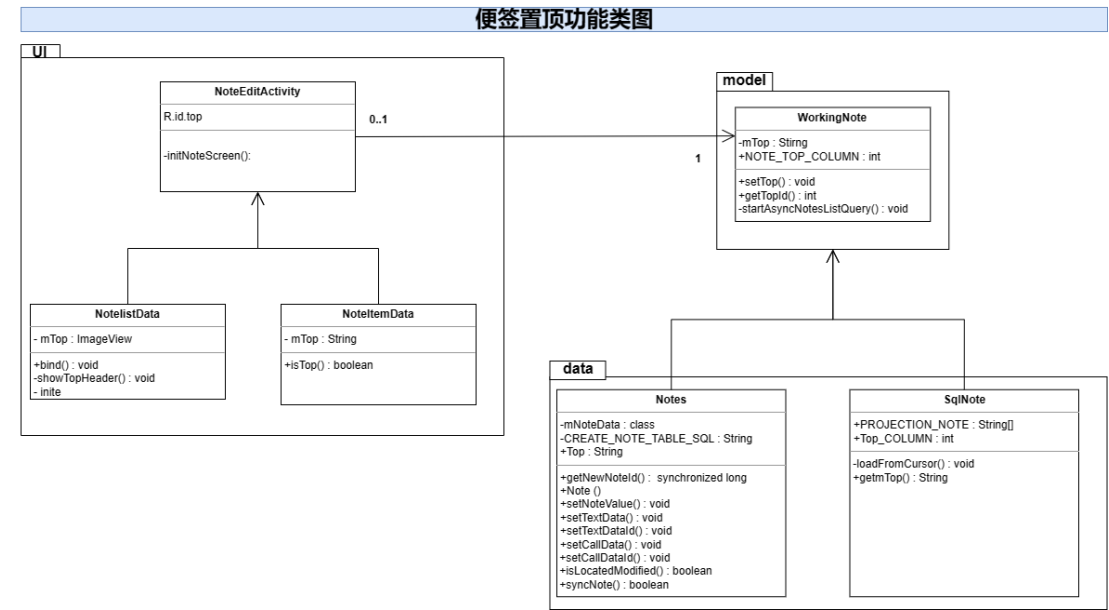 便签置顶功能类图
UI
NoteEditActivity
R.id.top
-initNoteScreen():
0..1
1
model
WorkingNote
-mTop : Stirng
+NOTE_TOP_COLUMN : int
+setTop() : void
+getTopId() : int
-startAsyncNotesListQuery() : void
NotelistData
- mTop : ImageView
+bind() : void
-showTopHeader() : void
- inite
NoteItemData
- mTop : String
+isTop() : boolean
data
Notes
-mNoteData : class
-CREATE_NOTE_TABLE_SQL : String
+Top : String
+getNewNoteId() :  synchronized long
+Note ()
+setNoteValue() : void
+setTextData() : void
+setTextDataId() : void
+setCallData() : void
+setCallDataId() : void
+isLocatedModified() : boolean
+syncNote() : boolean
SqlNote
+PROJECTION_NOTE : String[]
+Top_COLUMN : int
-loadFromCursor() : void
+getmTop() : String